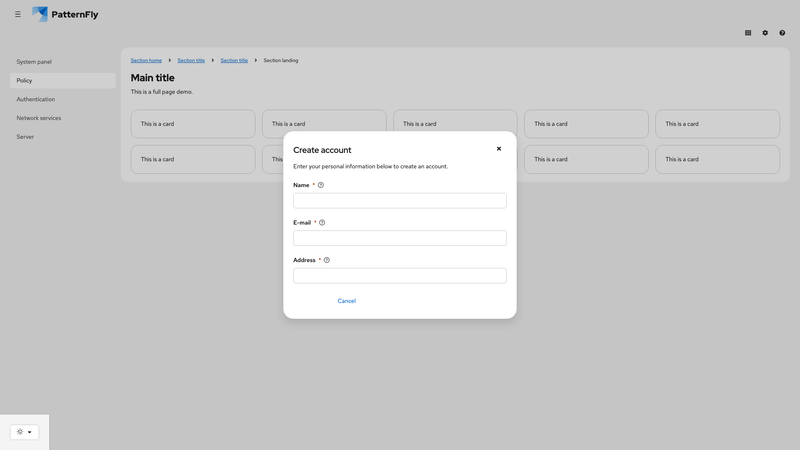 PatternFly
System panel
Policy
Authentication
Network services
Server
Section home
Section title
Section title
Section landing
Main title
This is a full page demo.
This is a card
This is a card
This is a card
This is a card
This is a card
This is a card
This
This is a card
This is a card
Create account
Enter your personal information below to create an account.
Name *
E-mail *
Address *
Cancel